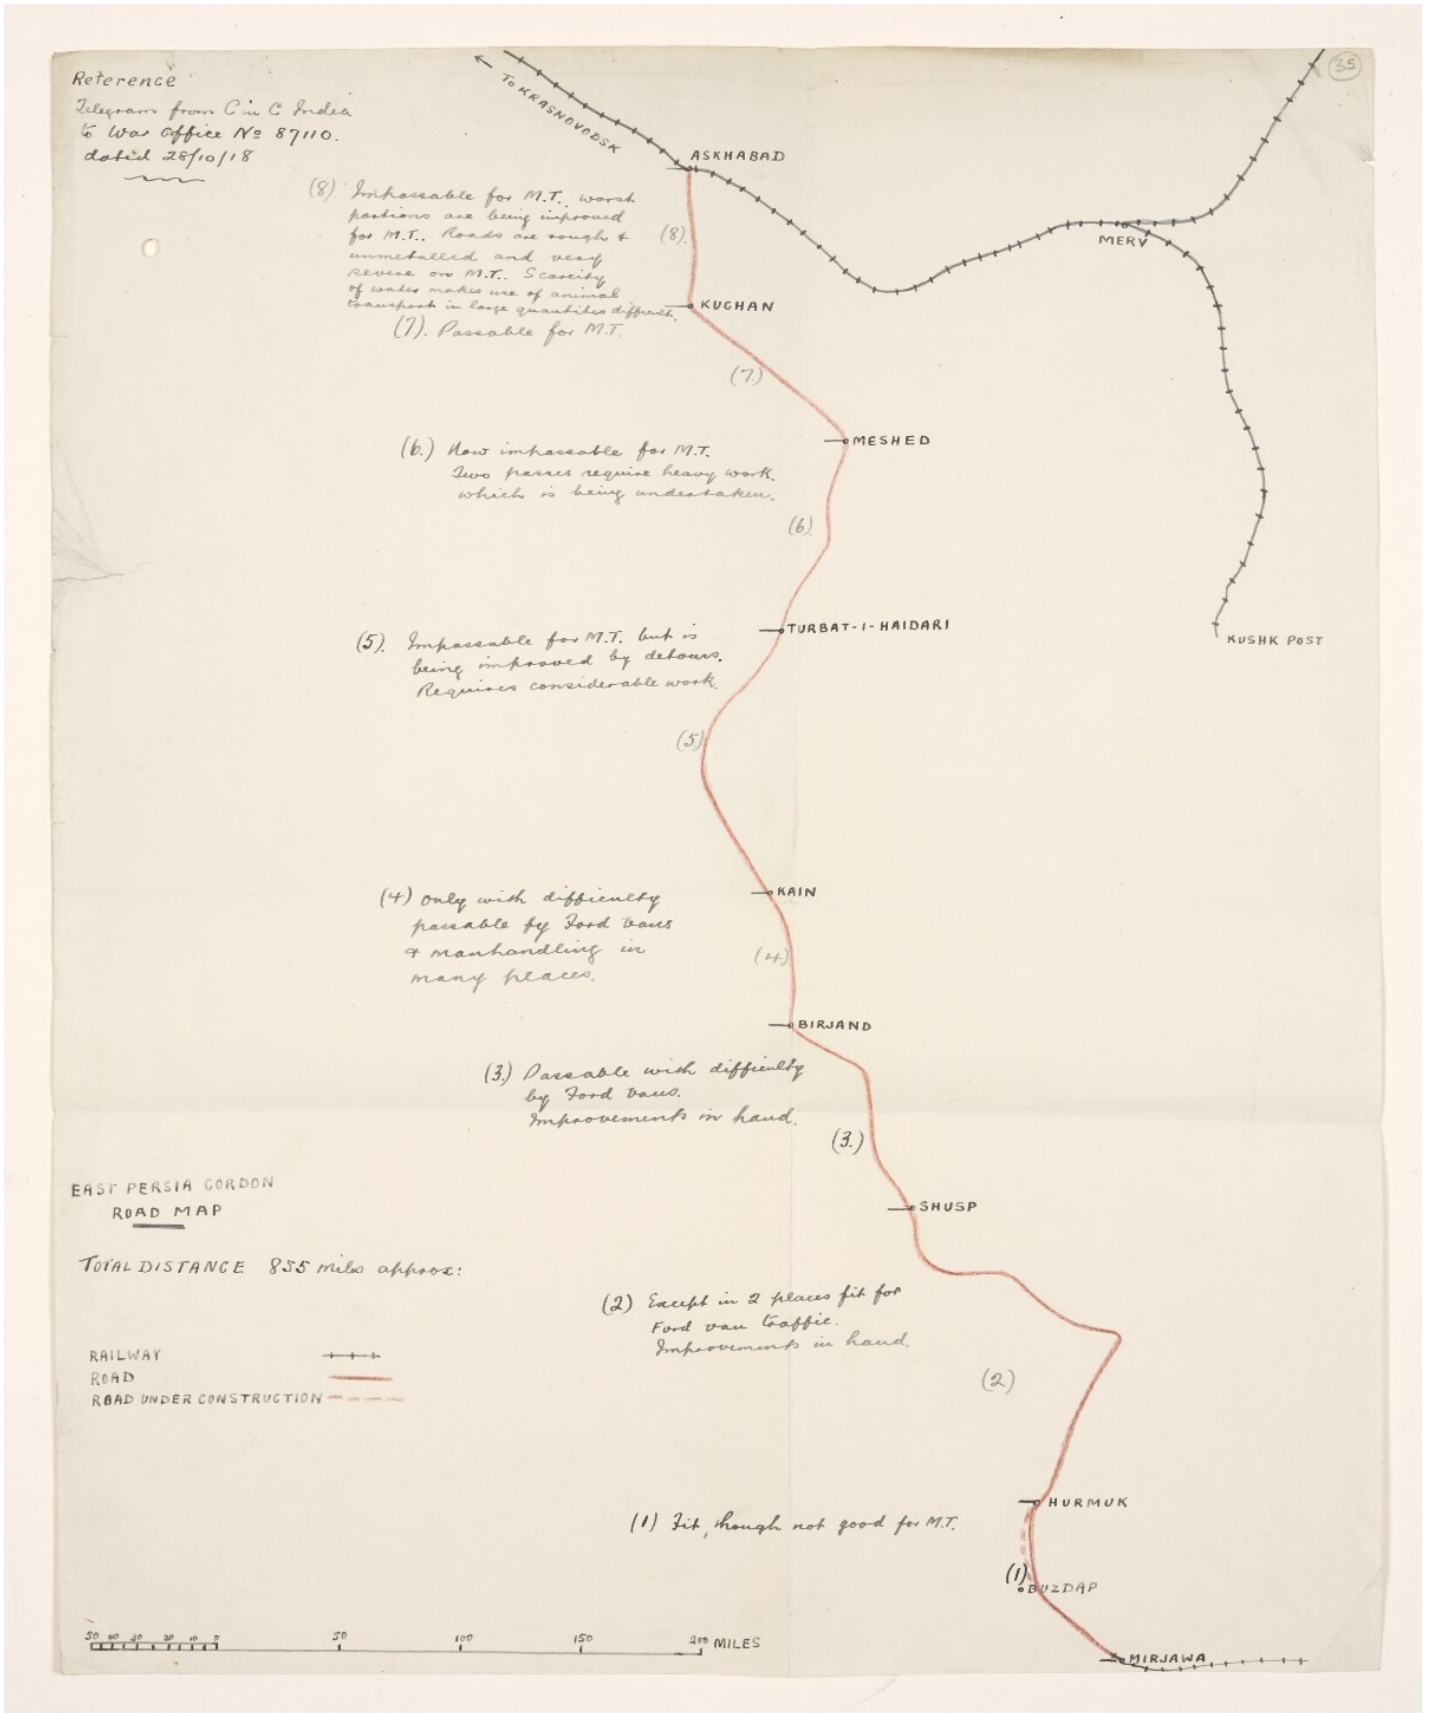 Reference
Telegram from C in C India
to War Office Nº 87110.
dated 28/10/18
35
TO KRASNOVODSK
ASKHABAD
(8). Impassable for M.T.. worst
portions are being improved
for M.T.. Roads are rough &
unmetalled and very
severe on M.T.. Scarcity
of water makes use of animal
transport in large quantities difficult.
(8).
MERV
KUCHAN
(7). Passable for M.T.
(7.)
MESHED
(6.) Now impassable for M.T.
Two passes require heavy work.
which is being undertaken.
(6).
TURBAT-I-HAIDARI
KUSHK POST
(5). Impassable for M.T. but is
being improved by detours.
Requires considerable work.
(5)
KAIN
(4) Only with difficulty
passable by Ford vans
& manhandling in
many places.
(4.)
BIRJAND
(3.) Passable with difficulty
by Ford vans.
Improvements in hand.
(3.)
EAST PERSIA CORDON
ROAD MAP
SHUSP
TOTAL DISTANCE 855 miles approx:
(2) Except in 2 places fit for
Ford van traffic.
Improvements in hand.
RAILWAY
ROAD
ROAD UNDER CONSTRUCTION
(2)
HURMUK
(1) Fit, though not good for M.T.
(1)
DUZDAP
50 40 30 20 10 0 50 100 150 200 MILES
MIRJAWA